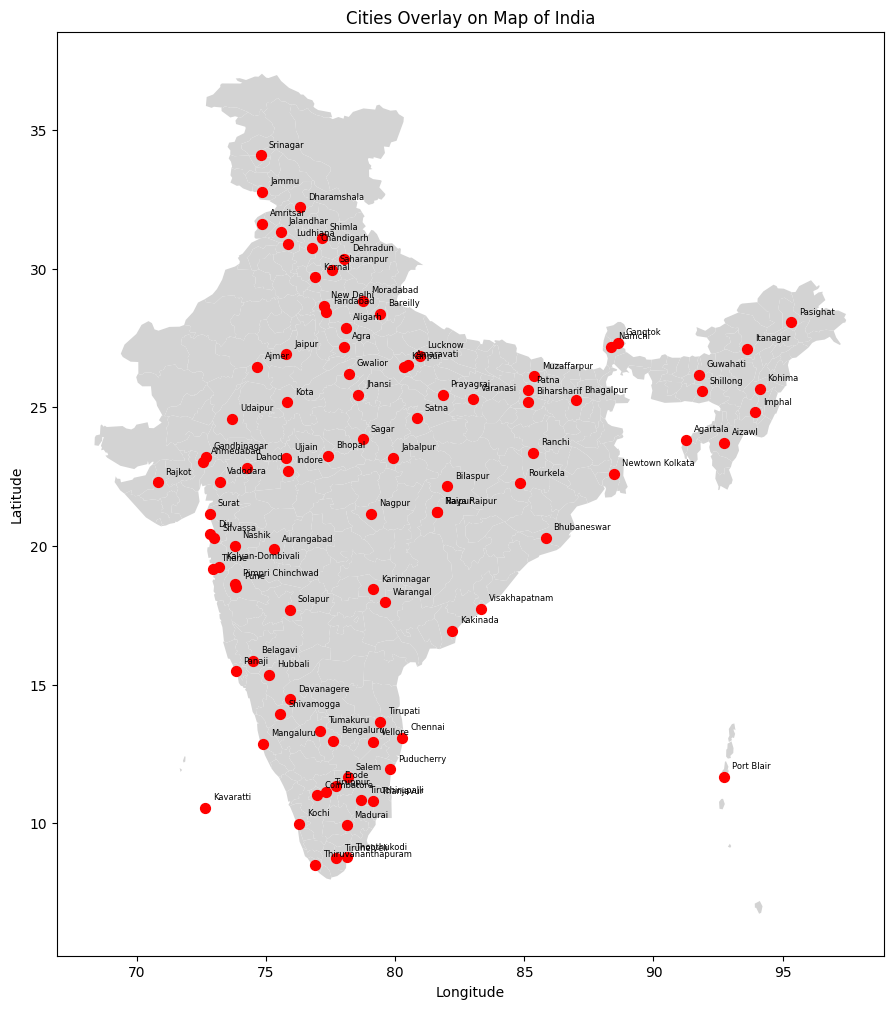 Cities Overlay on Map of India
Latitude
35
30
25
20
15
10
Srinagar
Jammu
Dharamshala
Amritsar
Jalandhar
Shimla
Ludhiana
Chandigarh
Dehradun
Saharanpur
Karnal
Moradabad
New Delhi
Faridabad
Bareilly
Pasighat
Aligarh
Agra
Lucknow
Gangtok
Namchi
Itanagar
Jaipur
Ajmer
Kanpur
Amaravati
Gwalior
Muzaffarpur
Guwahati
Patna
Shillong
Kohima
Kota
Jhansi
Prayagraj
Varanasi
Biharsharif
Bhagalpur
Imphal
Udaipur
Satna
Sagar
Agartala
Aizawl
Gandhinagar
Ahmedabad
Dahod
Ujjain
Bhopal
Jabalpur
Ranchi
Indore
Newtown Kolkata
Rajkot
Vadodara
Bilaspur
Rourkela
Surat
Nagpur
Raipur
Naya Raipur
Diu
Silvassa
Nashik
Aurangabad
Bhubaneswar
Thane
Kalyan-Dombivali
Pimpri Chinchwad
Pune
Karimnagar
Warangal
Solapur
Visakhapatnam
Kakinada
Belagavi
Panaji
Hubbali
Davanagere
Shivamogga
Tirupati
Tumakuru
Mangaluru
Bengaluru
Vellore
Chennai
Puducherry
Salem
Port Blair
Erode
Tiruppur
Coimbatore
Tiruchirapalli
Thanjavur
Kavaratti
Kochi
Madurai
Tirunelveli
Thoothukodi
Thiruvananthapuram
70
75
80
85
90
95
Longitude